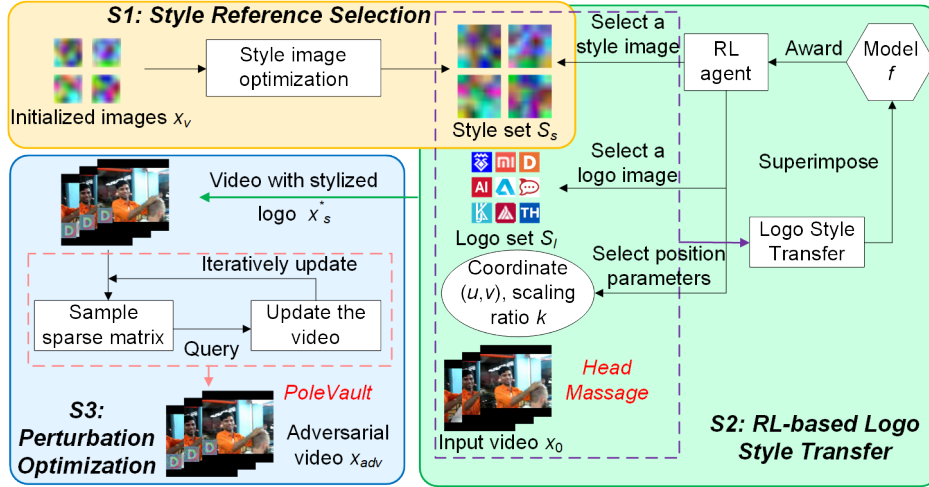 S1: Style Reference Selection
Style image
optimization
Initialized images x_v
Style set S_s
Select a
style image
RL
agent
Award
Model
f
Select a
logo image
Superimpose
mi
D
AI
TH
Logo set S_l
Logo Style
Transfer
Select position
parameters
Coordinate
(u,v), scaling
ratio k
Head
Massage
Input video x_0
S2: RL-based Logo
Style Transfer
Video with stylized
logo x_s^*
D D D
Iteratively update
Sample
sparse matrix
Update the
video
Query
PoleVault
S3:
Perturbation
Optimization
D D D
Adversarial
video x_adv